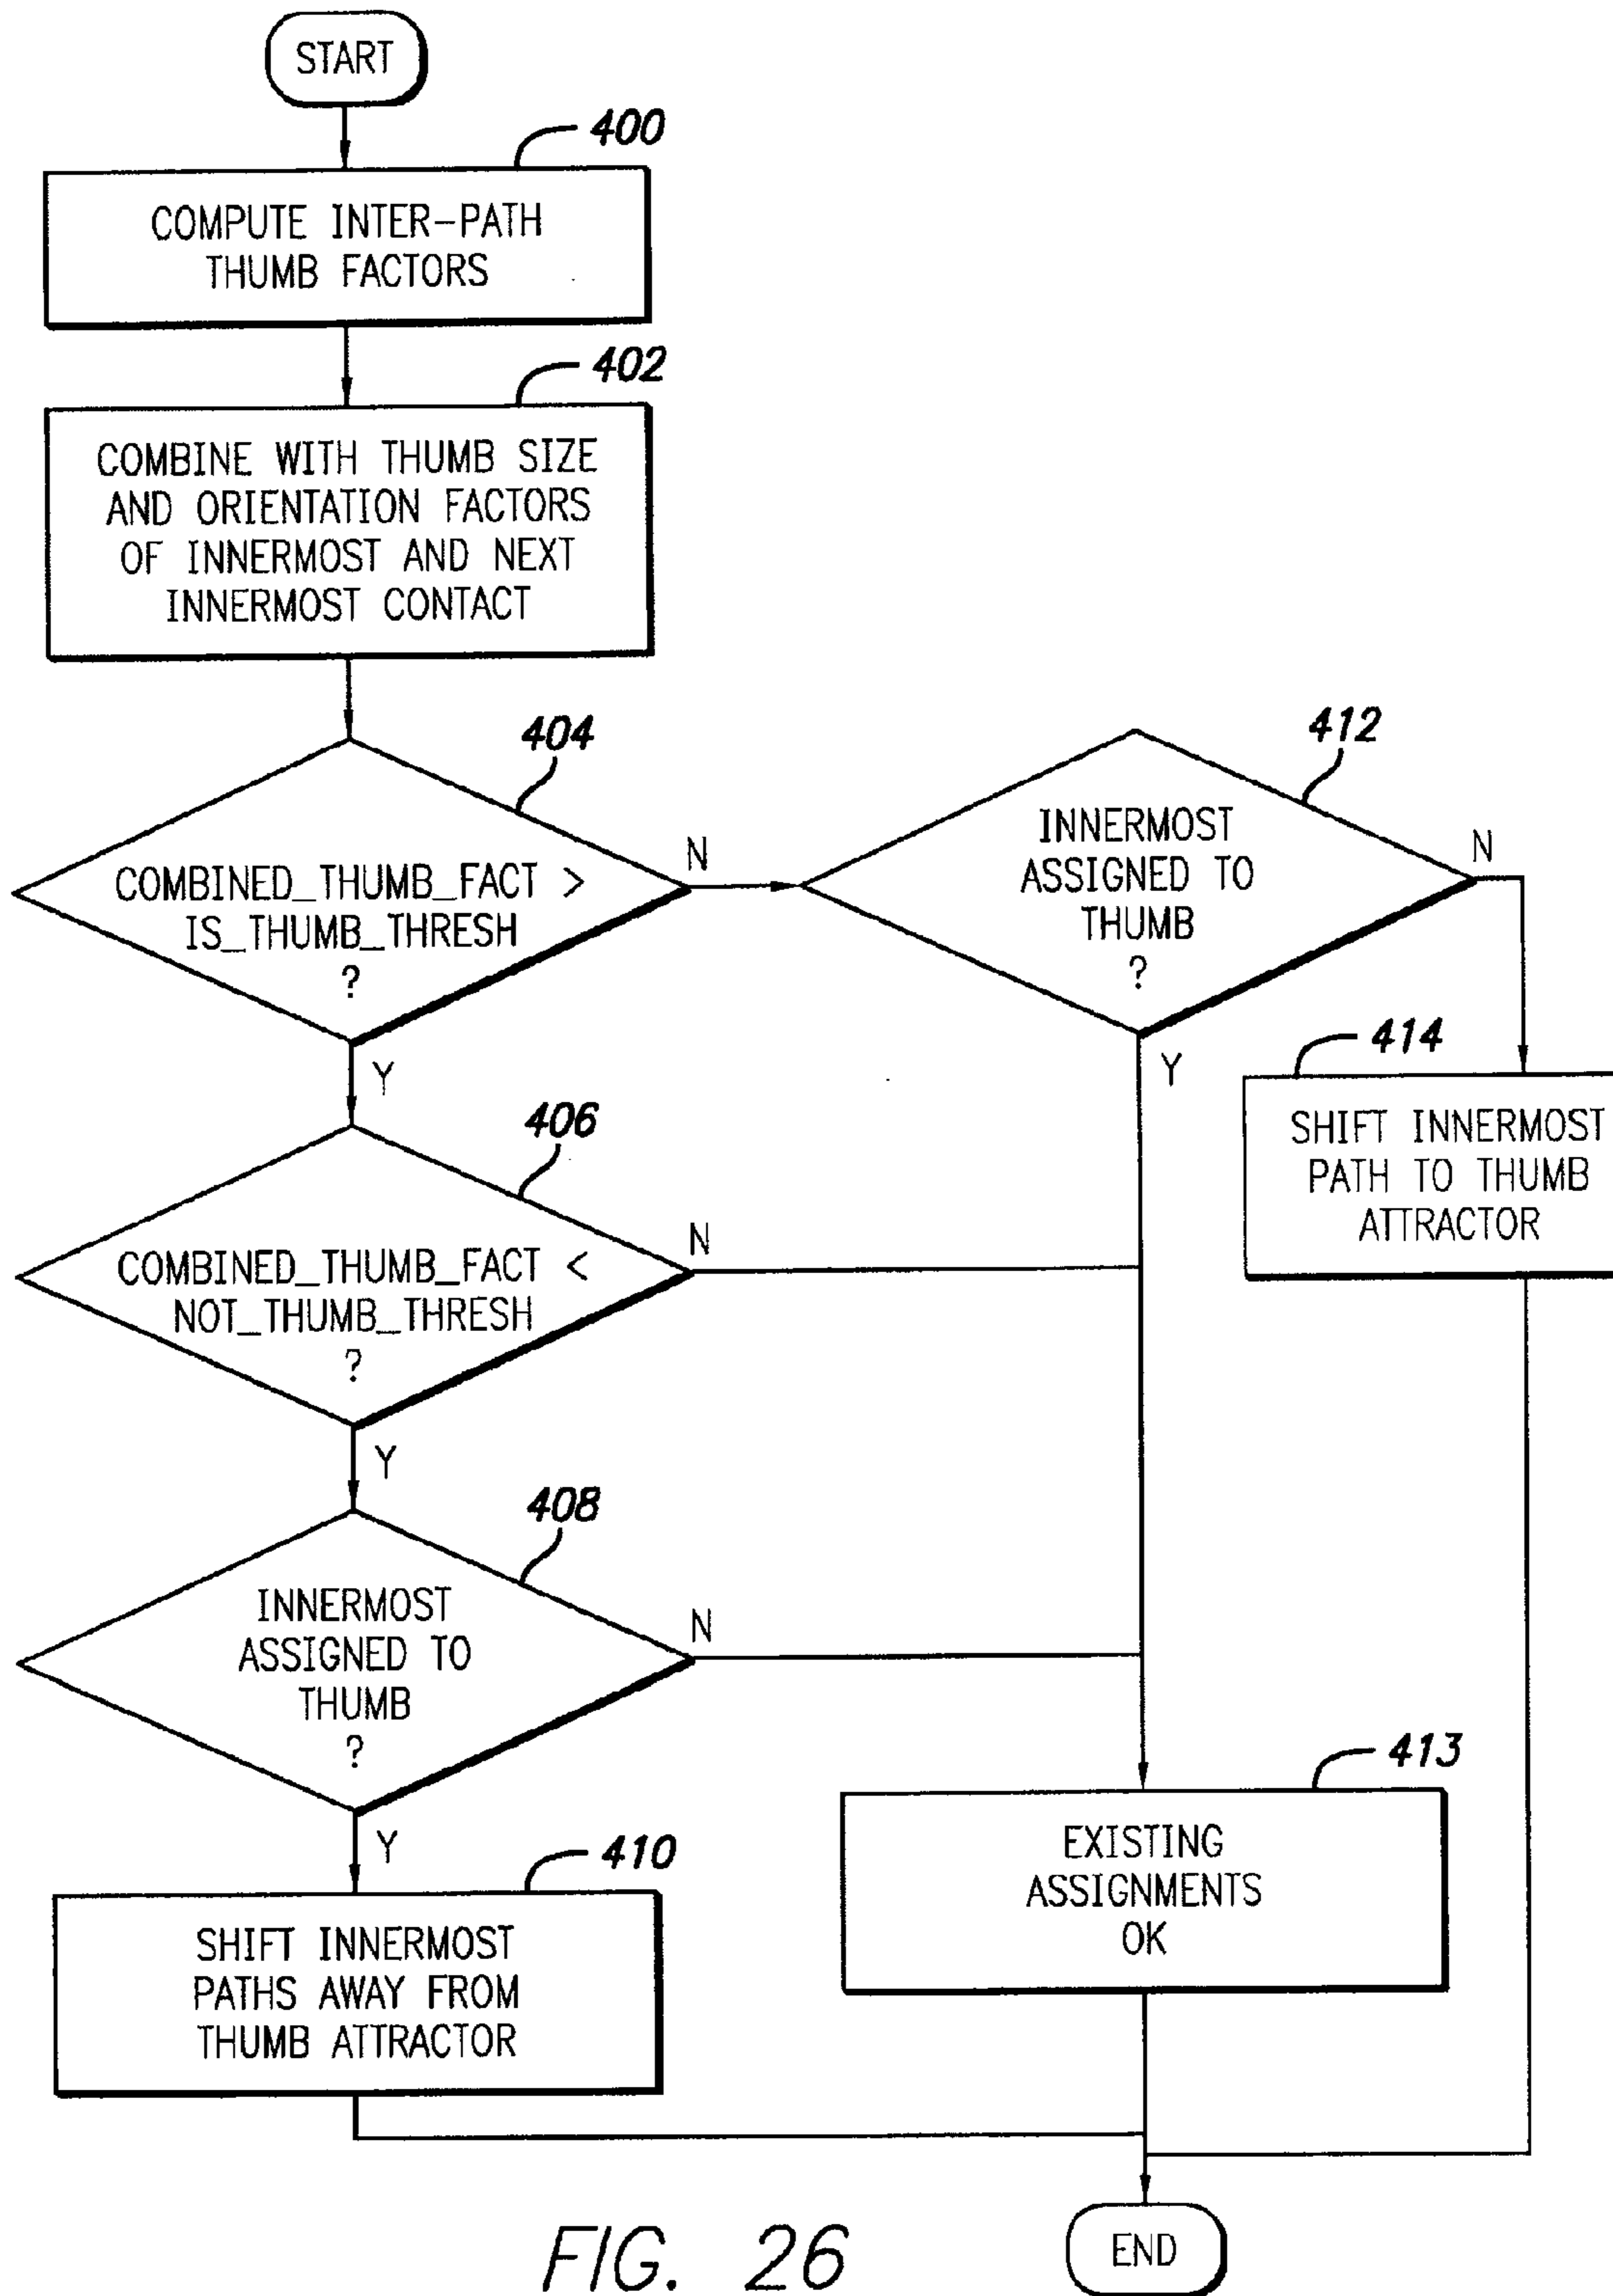 START
400
COMPUTE INTER-PATH
THUMB FACTORS
402
COMBINE WITH THUMB SIZE
AND ORIENTATION FACTORS
OF INNERMOST AND NEXT
INNERMOST CONTACT
404
COMBINED_THUMB_FACT >
IS_THUMB_THRESH
?
N
Y
412
INNERMOST
ASSIGNED TO
THUMB
?
N
Y
414
SHIFT INNERMOST
PATH TO THUMB
ATTRACTOR
406
COMBINED_THUMB_FACT <
NOT_THUMB_THRESH
?
N
Y
408
INNERMOST
ASSIGNED TO
THUMB
?
N
Y
410
SHIFT INNERMOST
PATHS AWAY FROM
THUMB ATTRACTOR
413
EXISTING
ASSIGNMENTS
OK
END
FIG. 26